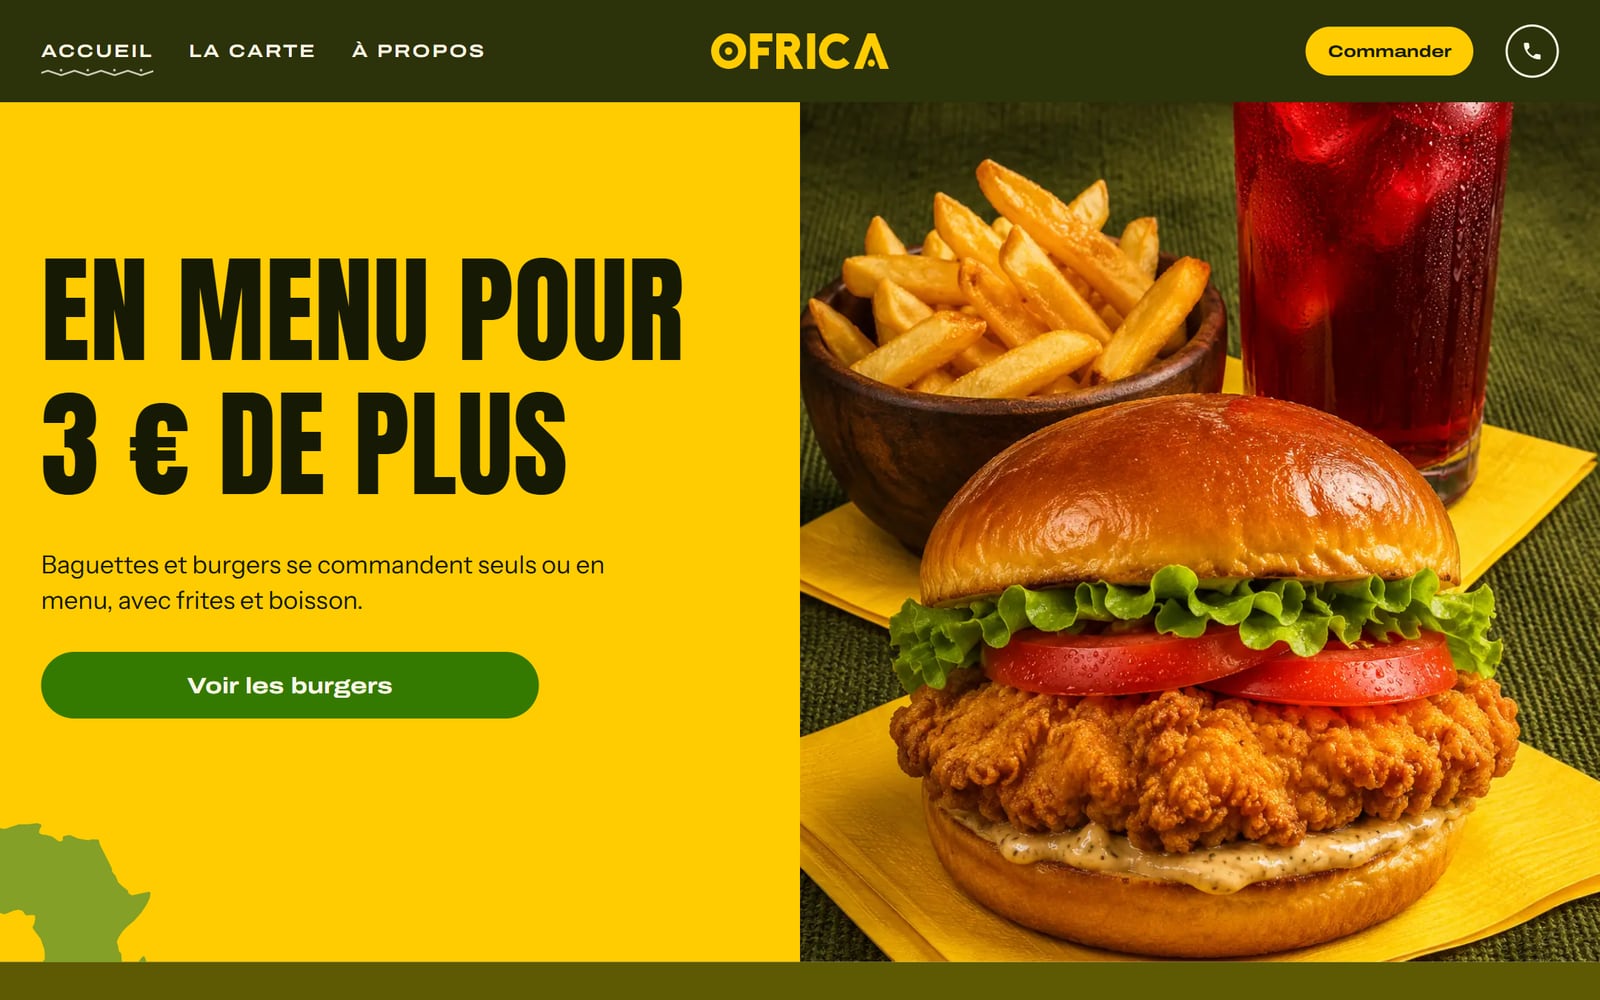 ACCUEIL
LA CARTE
À PROPOS
OFRICA
Commander
EN MENU POUR
3 € DE PLUS
Baguettes et burgers se commandent seuls ou en
menu, avec frites et boisson.
Voir les burgers